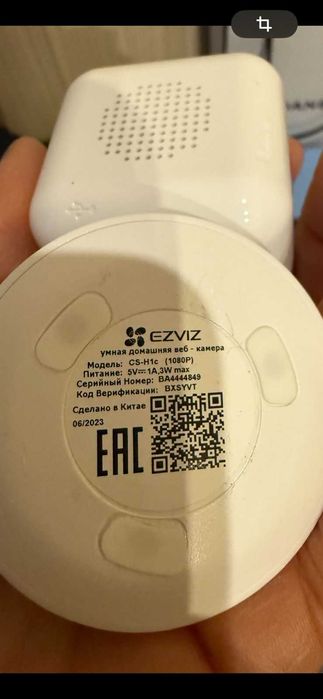 EZVIZ
умная домашняя веб - камера
Модель: CS-H1c (1080P)
Питание: 5V⎓1A,3W max
Серийный Номер: BA4444849
Код Верификации: BXSYVT
Сделано в Китае
06/2023
EAC